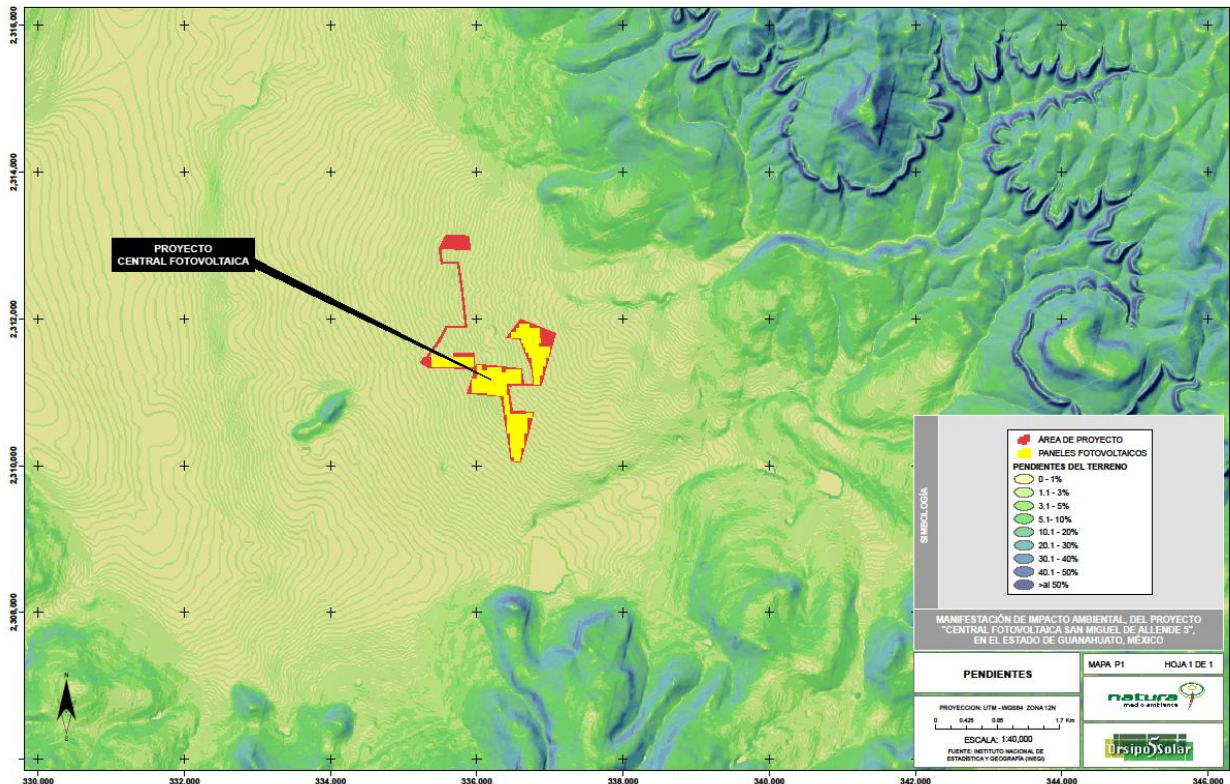 2,316,000
2,314,000
2,312,000
2,310,000
2,308,000
PROYECTO
CENTRAL FOTOVOLTAICA
N
S
SIMBOLOGÍA
ÁREA DE PROYECTO
PANELES FOTOVOLTAICOS
PENDIENTES DEL TERRENO
0 - 1%
1.1 - 3%
3.1 - 5%
5.1- 10%
10.1 - 20%
20.1 - 30%
30.1 - 40%
40.1 - 50%
>al 50%
MANIFESTACIÓN DE IMPACTO AMBIENTAL, DEL PROYECTO
"CENTRAL FOTOVOLTAICA SAN MIGUEL DE ALLENDE 5",
EN EL ESTADO DE GUANAHUATO, MÉXICO
PENDIENTES
MAPA P1 HOJA 1 DE 1
PROYECCION: UTM - WGS84 ZONA 12N
0 0.425 0.85 1.7 Km
ESCALA: 1:40,000
FUENTE: INSTITUTO NACIONAL DE
ESTADÍSTICA Y GEOGRAFÍA (INEGI)
natura
medio ambiente
Orsipo 5 Solar
330,000 332,000 334,000 336,000 338,000 340,000 342,000 344,000 346,000